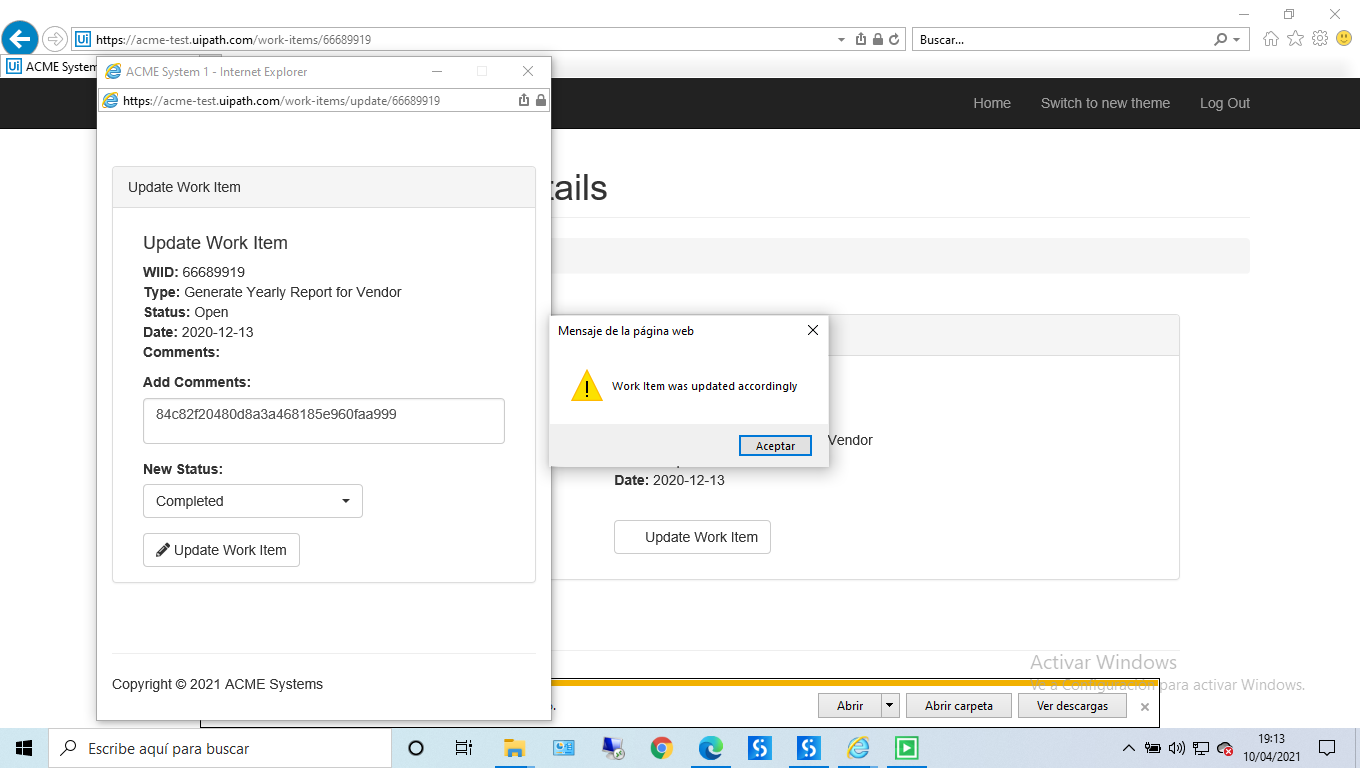 https://acme-test.uipath.com/work-items/66689919
Buscar...
ACME System
ACME System 1 - Internet Explorer
https://acme-test.uipath.com/work-items/update/66689919
Home
Switch to new theme
Log Out
tails
Update Work Item
Update Work Item
WIID: 66689919
Type: Generate Yearly Report for Vendor
Status: Open
Date: 2020-12-13
Comments:
Add Comments:
84c82f20480d8a3a468185e960faa999
New Status:
Completed
Update Work Item
Copyright © 2021 ACME Systems
Mensaje de la página web
Work Item was updated accordingly
Aceptar
Vendor
Date: 2020-12-13
Update Work Item
Activar Windows
Ve a Configuración para activar Windows.
Abrir
Abrir carpeta
Ver descargas
Escribe aquí para buscar
19:13
10/04/2021